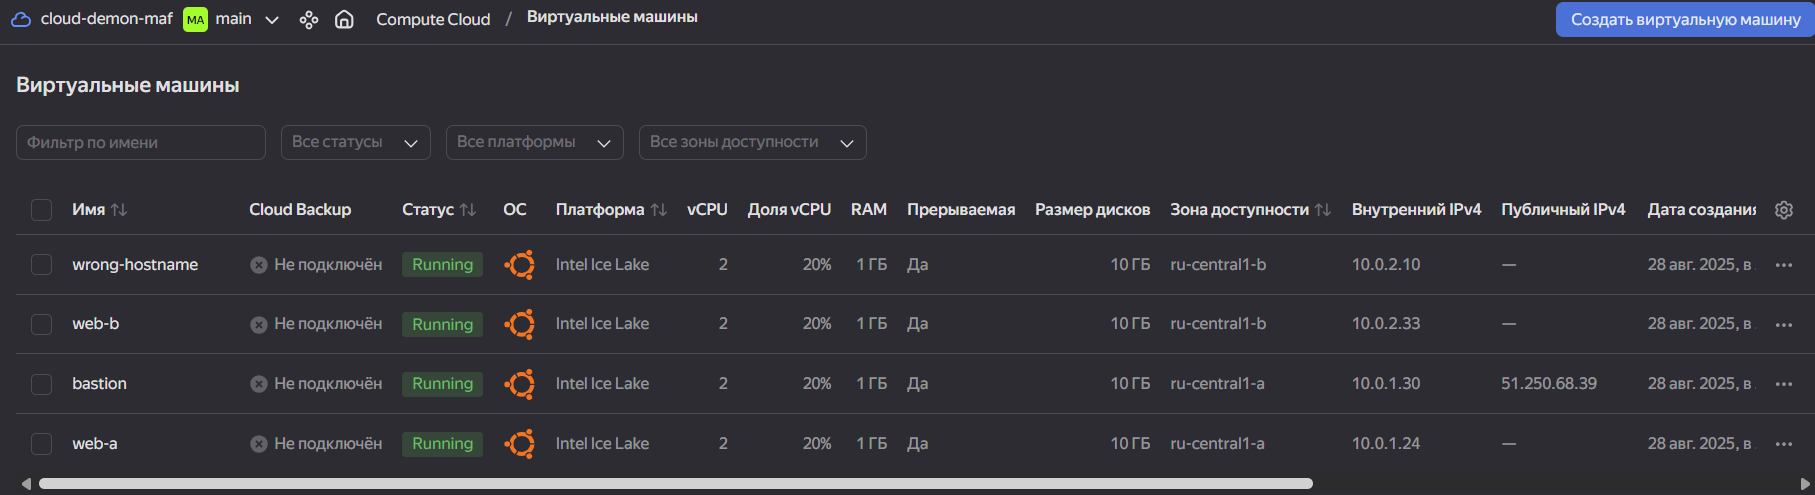 cloud-demon-maf MA main Compute Cloud / Виртуальные машины Создать виртуальную машину
Виртуальные машины
Фильтр по имени Все статусы Все платформы Все зоны доступности
Имя Cloud Backup Статус ОС Платформа vCPU Доля vCPU RAM Прерываемая Размер дисков Зона доступности Внутренний IPv4 Публичный IPv4 Дата создания
wrong-hostname Не подключён Running Intel Ice Lake 2 20% 1 ГБ Да 10 ГБ ru-central1-b 10.0.2.10 — 28 авг. 2025, в
web-b Не подключён Running Intel Ice Lake 2 20% 1 ГБ Да 10 ГБ ru-central1-b 10.0.2.33 — 28 авг. 2025, в
bastion Не подключён Running Intel Ice Lake 2 20% 1 ГБ Да 10 ГБ ru-central1-a 10.0.1.30 51.250.68.39 28 авг. 2025, в
web-a Не подключён Running Intel Ice Lake 2 20% 1 ГБ Да 10 ГБ ru-central1-a 10.0.1.24 — 28 авг. 2025, в